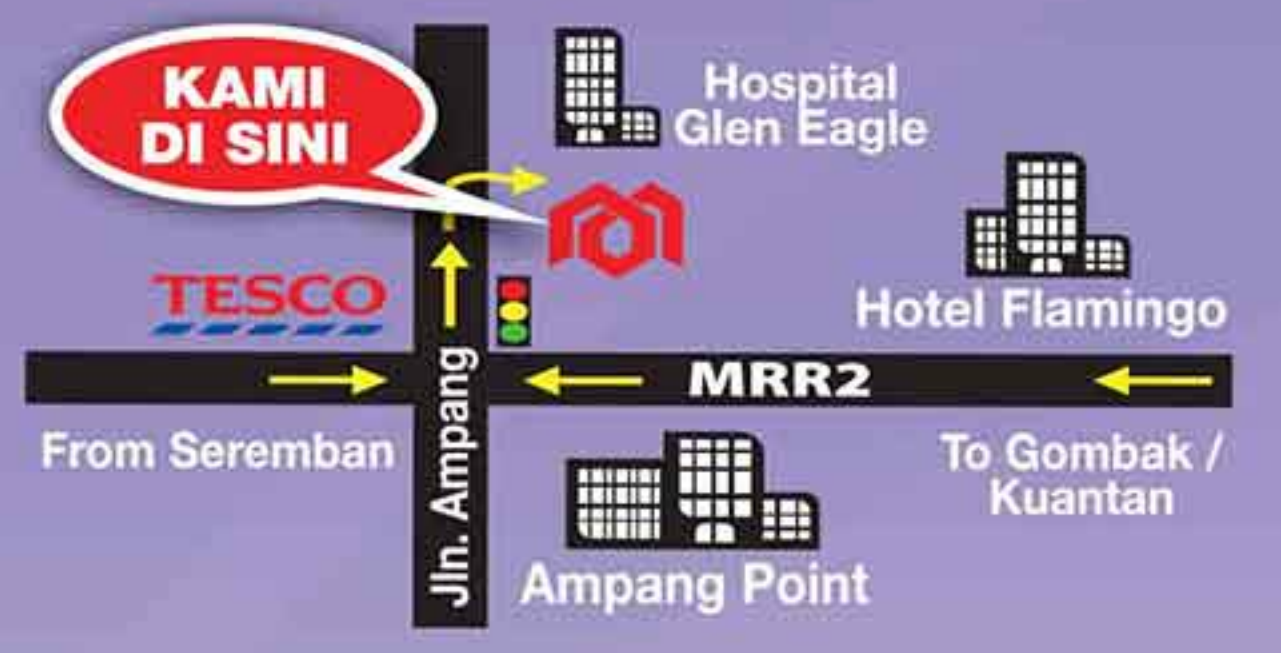 KAMI
DI SINI
Hospital
Glen Eagle
TESCO
Hotel Flamingo
MRR2
Jln. Ampang
From Seremban
To Gombak /
Kuantan
Ampang Point